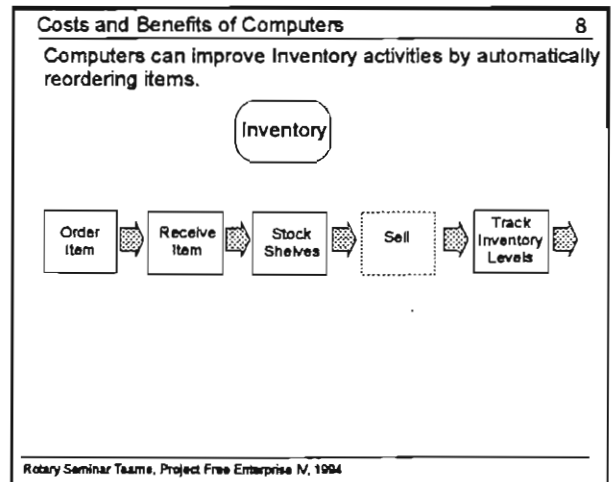 Costs and Benefits of Computers 8
Computers can improve Inventory activities by automatically
reordering items.
Inventory
Order
Item
Receive
Item
Stock
Shelves
Sell
Track
Inventory
Levels
Rotary Seminar Teams, Project Free Enterprise IV, 1994